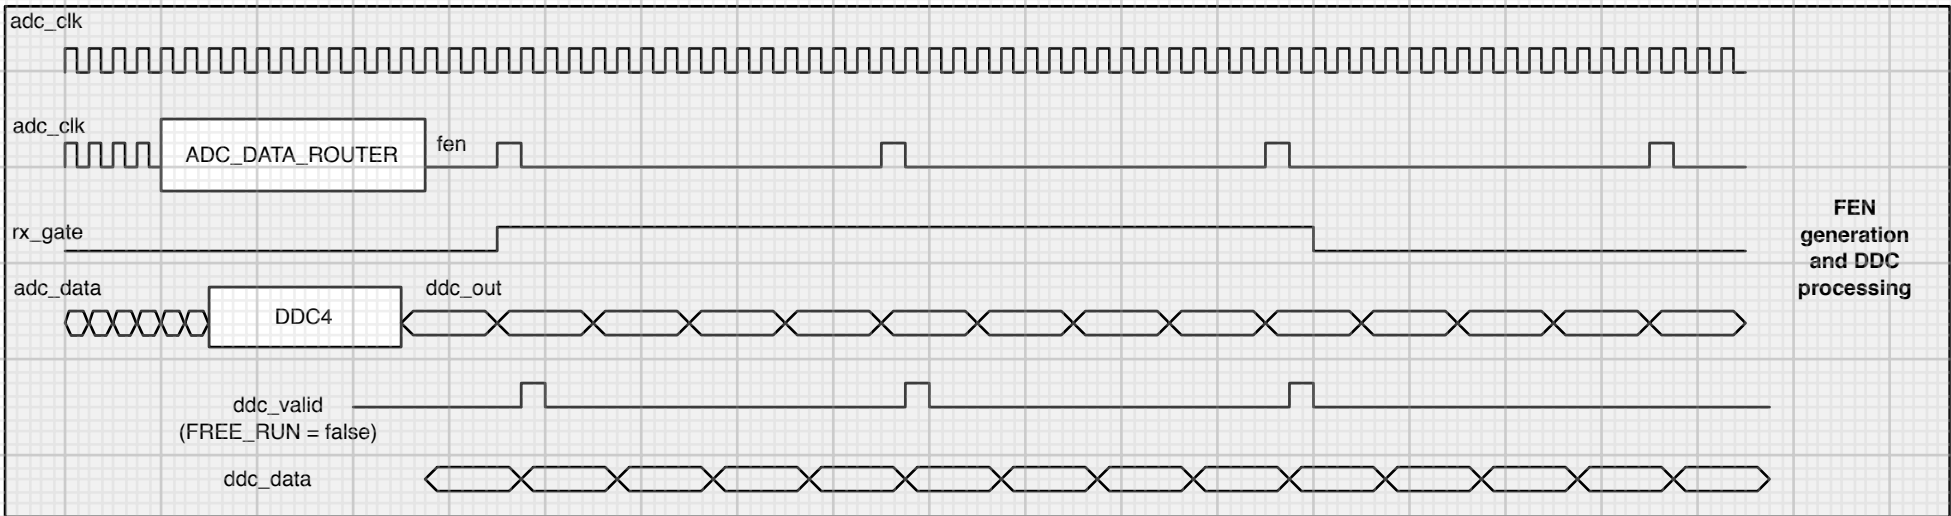 adc_clk
adc_clk
ADC_DATA_ROUTER
fen
rx_gate
FEN
generation
and DDC
processing
adc_data
DDC4
ddc_out
ddc_valid
(FREE_RUN = false)
ddc_data